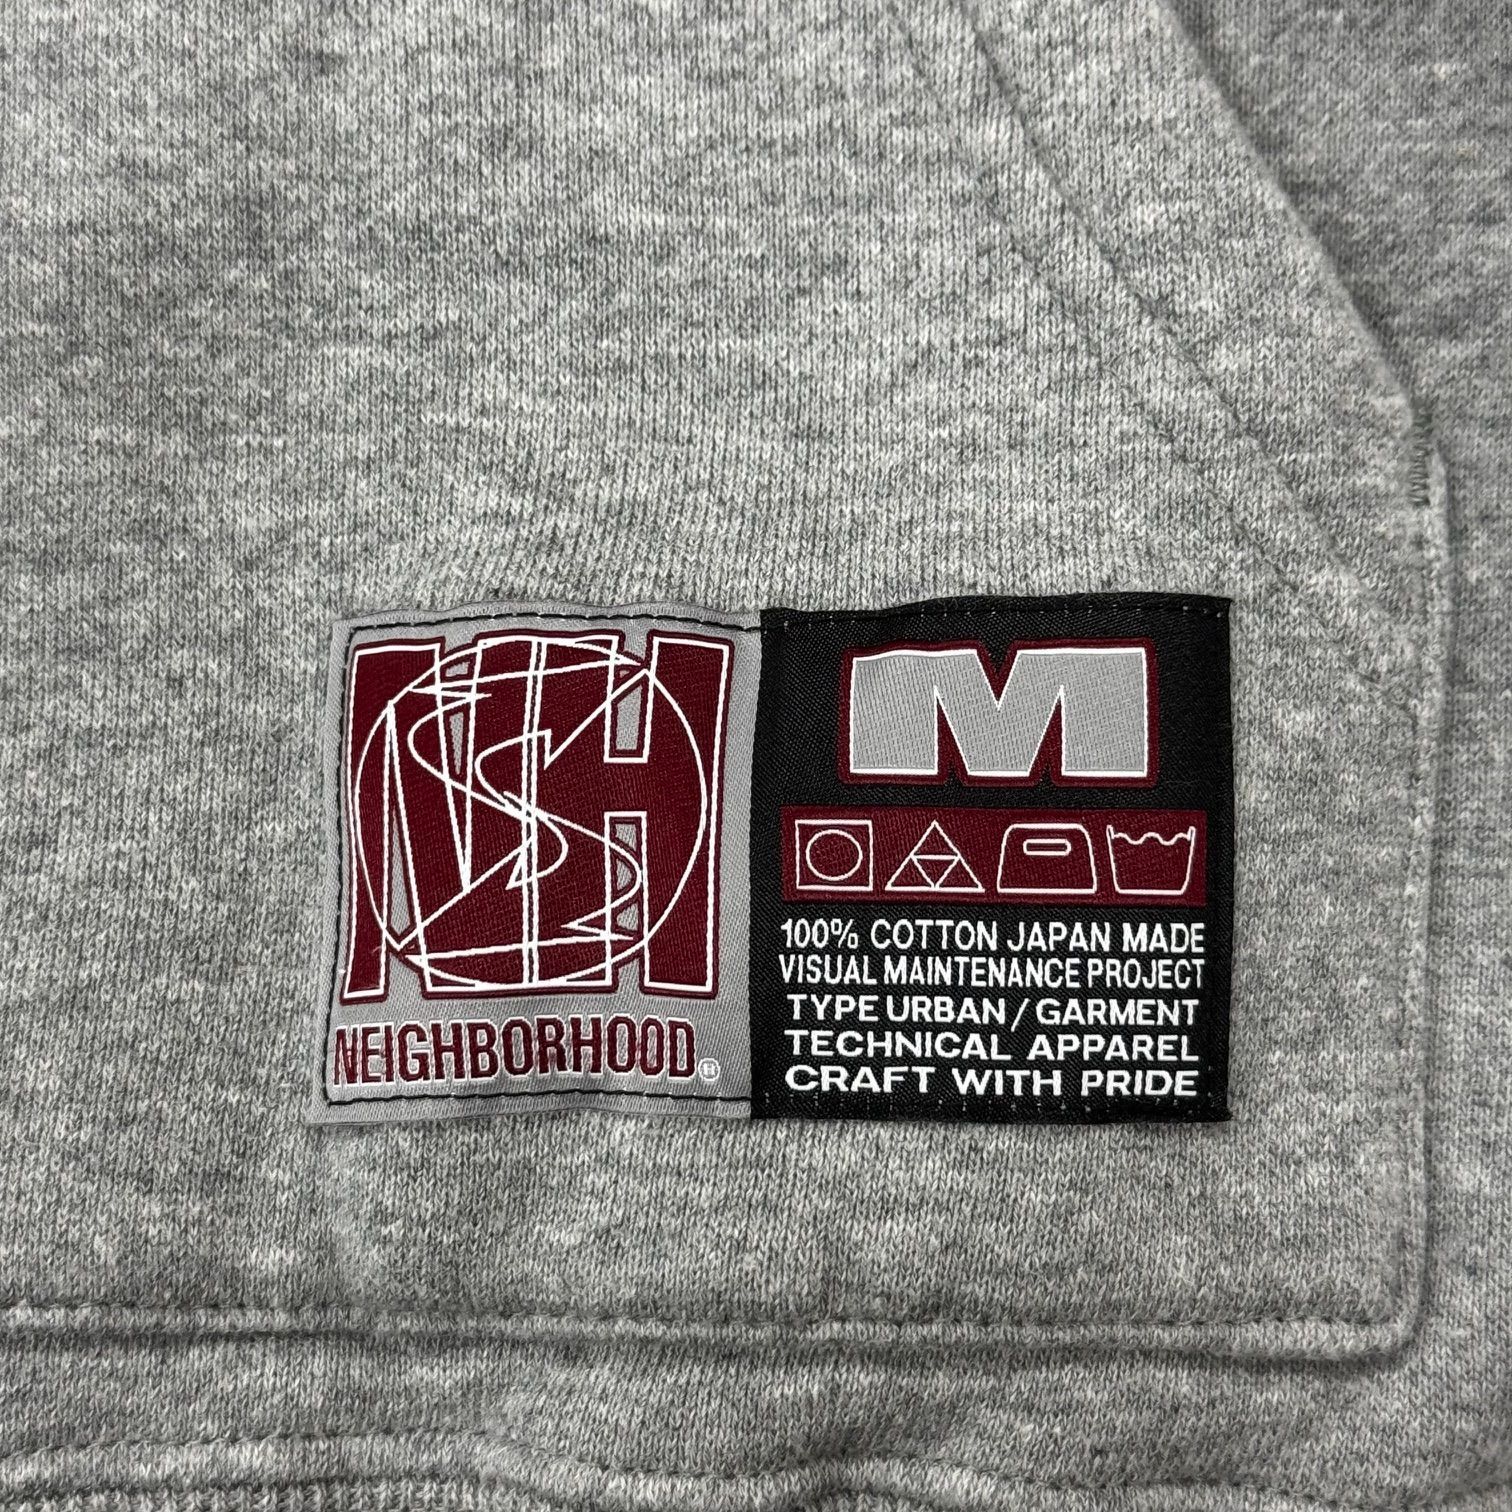 NH
NEIGHBORHOOD
M
100% COTTON JAPAN MADE
VISUAL MAINTENANCE PROJECT
TYPE URBAN / GARMENT
TECHNICAL APPAREL
CRAFT WITH PRIDE